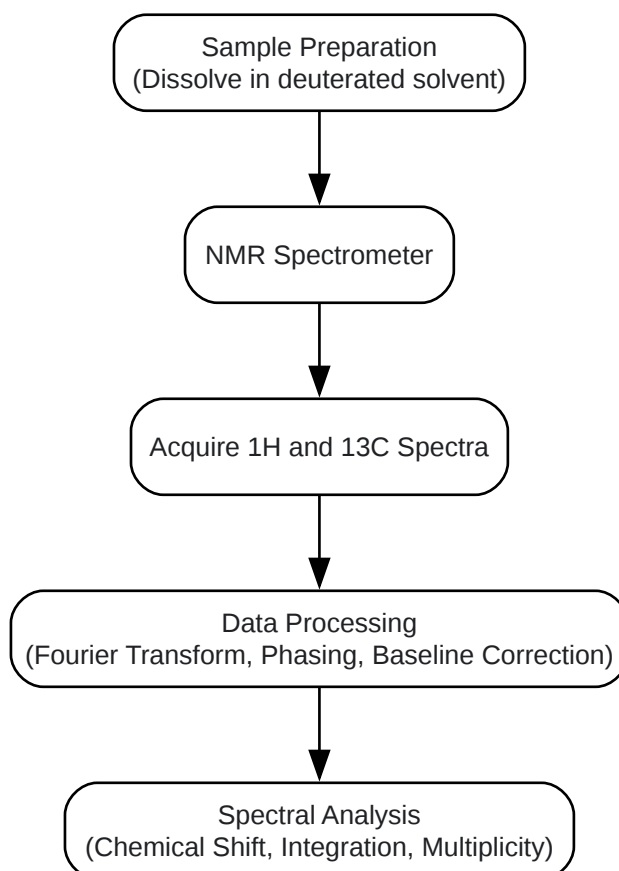 Sample Preparation
(Dissolve in deuterated solvent)
NMR Spectrometer
Acquire 1H and 13C Spectra
Data Processing
(Fourier Transform, Phasing, Baseline Correction)
Spectral Analysis
(Chemical Shift, Integration, Multiplicity)